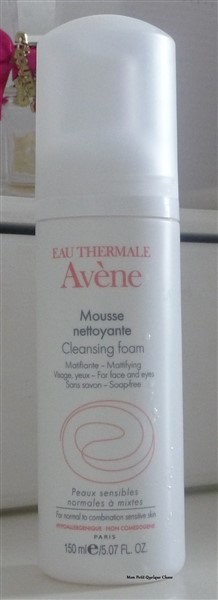 EAU THERMALE
Avène
Mousse
nettoyante
Cleansing foam
Matifiante - Mattifying
Visage, yeux - For face and eyes
Sans savon - Soap-free
Peaux sensibles
normales à mixtes
For normal to combination sensitive skin
HYPOALLERGÉNIQUE - NON COMÉDOGÈNE
PARIS
150 ml e/5.07 FL. OZ.
Mon Petit Quelque Chose